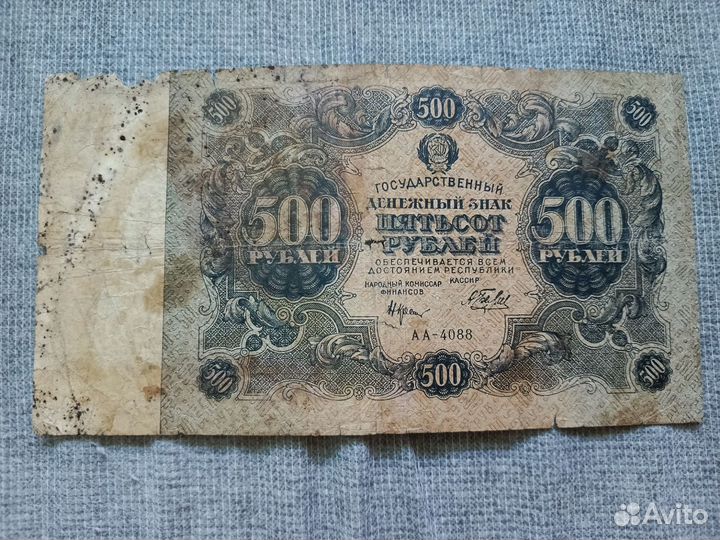 500
500
500
ГОСУДАРСТВЕННЫЙ
ДЕНЕЖНЫЙ ЗНАК
ПЯТЬСОТ
РУБЛЕЙ
500
РУБЛЕЙ
500
РУБЛЕЙ
ОБЕСПЕЧИВАЕТСЯ ВСЕМ
ДОСТОЯНИЕМ РЕСПУБЛИКИ
НАРОДНЫЙ КОМИССАР
ФИНАНСОВ
КАССИР
АА-4088
500
500
500
Avito